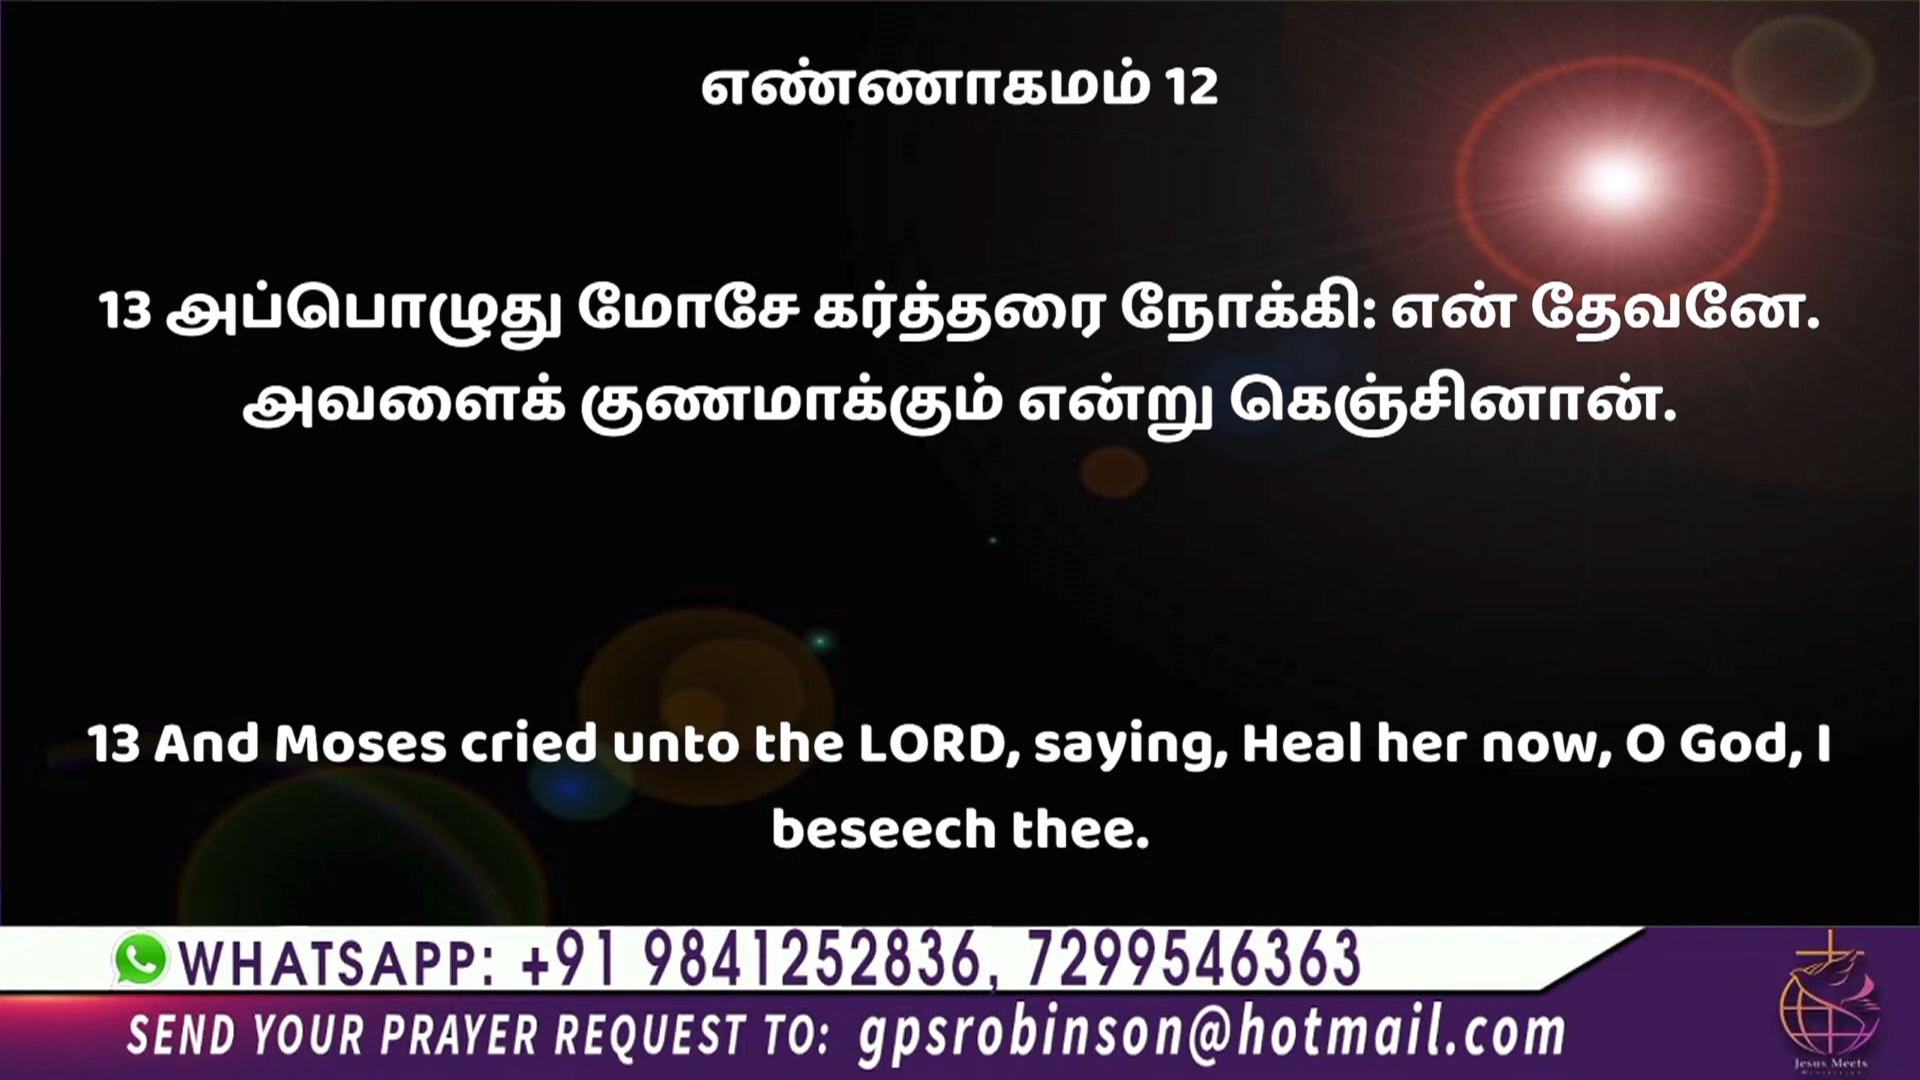 எண்ணாகமம் 12
13 அப்பொழுது மோசே கர்த்தரை நோக்கி: என் தேவனே.
அவளைக் குணமாக்கும் என்று கெஞ்சினான்.
13 And Moses cried unto the LORD, saying, Heal her now, O God, I
beseech thee.
WHATSAPP: +91 9841252836, 7299546363
SEND YOUR PRAYER REQUEST TO: gpsrobinson@hotmail.com
Jesus Meets